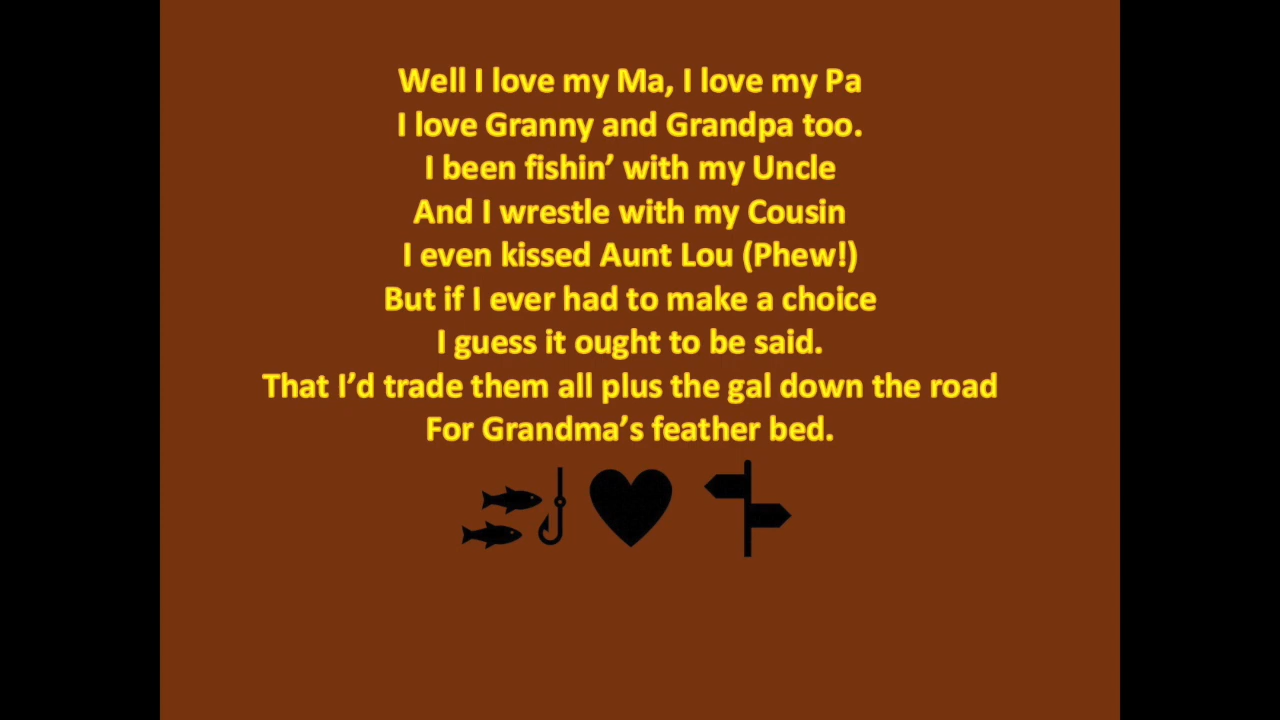 Well I love my Ma, I love my Pa
I love Granny and Grandpa too.
I been fishin’ with my Uncle
And I wrestle with my Cousin
I even kissed Aunt Lou (Phew!)
But if I ever had to make a choice
I guess it ought to be said.
That I’d trade them all plus the gal down the road
For Grandma’s feather bed.